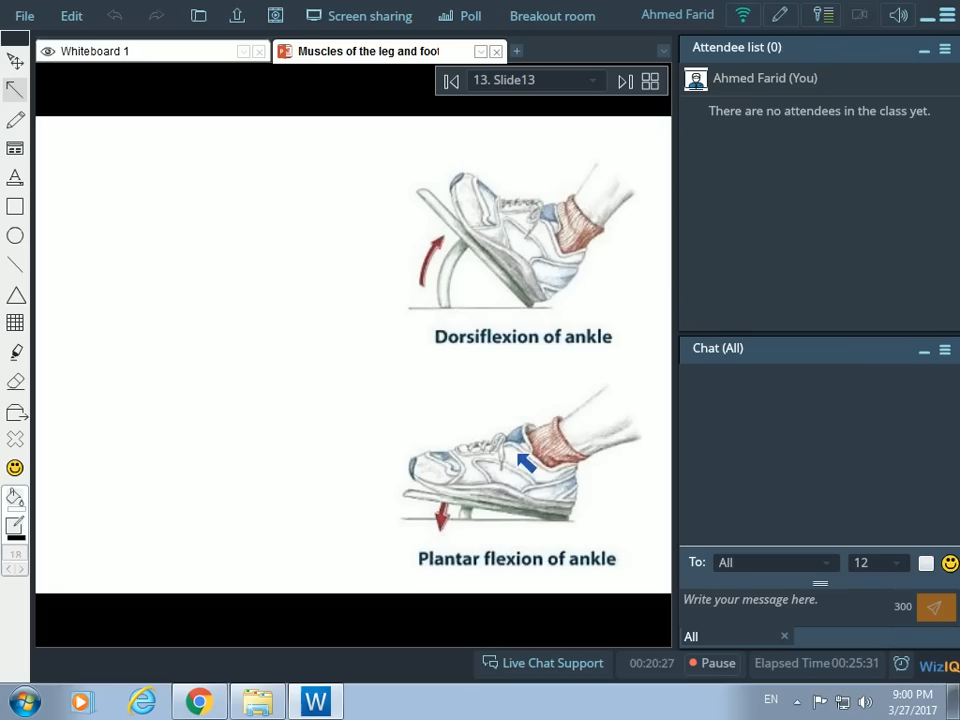 File Edit Screen sharing Poll Breakout room Ahmed Farid
Whiteboard 1 Muscles of the leg and foot
13. Slide13
Attendee list (0)
Ahmed Farid (You)
There are no attendees in the class yet.
Dorsiflexion of ankle
Plantar flexion of ankle
Chat (All)
To: All 12
Write your message here. 300
All
Live Chat Support 00:20:27 Pause Elapsed Time 00:25:31 WizIQ
1R
EN 9:00 PM
3/27/2017